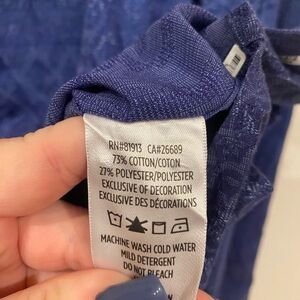 RN#81913 CA#26689
73% COTTON/COTON
27% POLYESTER/POLYESTER
EXCLUSIVE OF DECORATION
EXCLUSIVE DES DÉCORATIONS
MACHINE WASH COLD WATER
MILD DETERGENT
DO NOT BLEACH